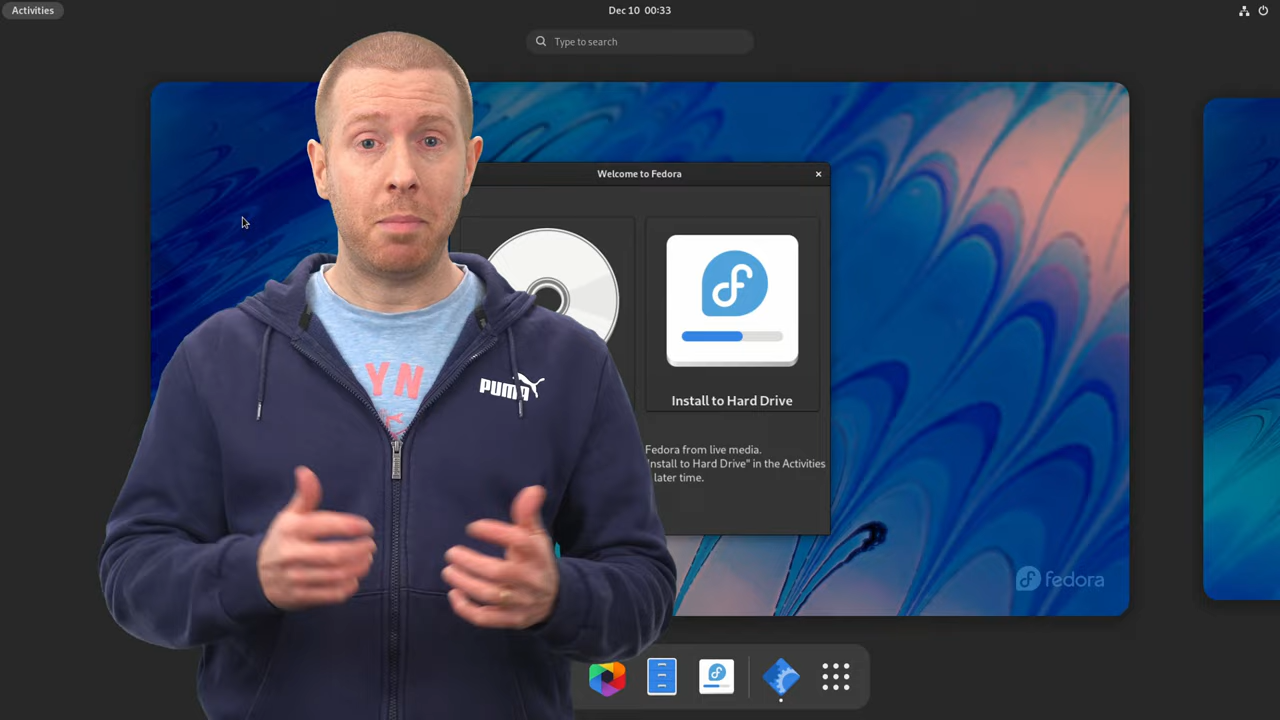 Activities
Dec 10 00:33
Type to search
Welcome to Fedora
Install to Hard Drive
Fedora from live media.
Install to Hard Drive" in the Activities
later time.
YN
PUMA
fedora